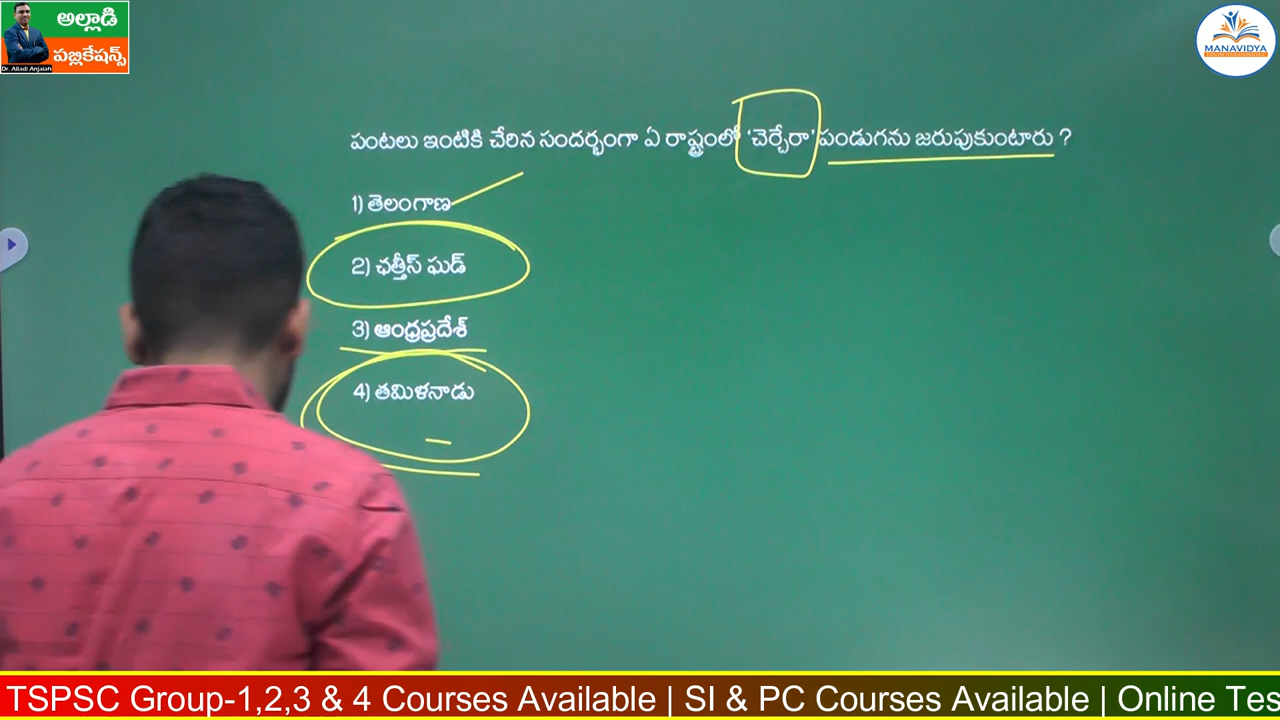 అల్లాడి
పబ్లికేషన్స్
Dr. Alladi Anjaiah
MANAVIDYA
పంటలు ఇంటికి చేరిన సందర్భంగా ఏ రాష్ట్రంలో 'చెర్చేరా' పండుగను జరుపుకుంటారు ?
1) తెలంగాణ
2) ఛత్తీస్ ఘడ్
3) ఆంధ్రప్రదేశ్
4) తమిళనాడు
TSPSC Group-1,2,3 & 4 Courses Available | SI & PC Courses Available | Online Tes